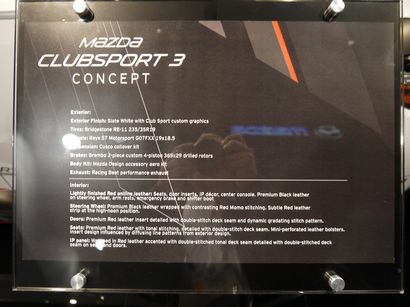 mazda
CLUBSPORT 3
CONCEPT
Exterior:
Exterior Finish: Slate White with Club Sport custom graphics
Tires: Bridgestone RE-11 235/35R19
Rays 57 Motorsport G07FXX 19x18.5
Cusco coilover kit
Brakes: Brembo 2-piece custom 4-piston 365x29 drilled rotors
Body Kit: Mazda Design accessory aero kit
Exhaust: Racing Beat performance exhaust
Interior:
Lightly finished Red aniline leather: Seats, door inserts, IP décor, center console. Premium Black leather
on steering wheel, arm rests, emergency brake and shifter boot
Steering Wheel: Premium Black leather wrapped with contrasting Red Momo stitching. Subtle Red leather
strip at the high-noon position.
Doors: Premium Red leather insert detailed with double-stitch deck seam and dynamic gradating stitch pattern.
Seats: Premium Red leather with tonal stitching, detailed with double-stitch deck seam. Mini-perforated leather bolsters.
Insert design influenced by diffusing line patterns from exterior design.
IP panel: Wrapped in Red leather accented with double-stitched tonal deck seam detailed with double-stitched deck
seam on seats and doors.